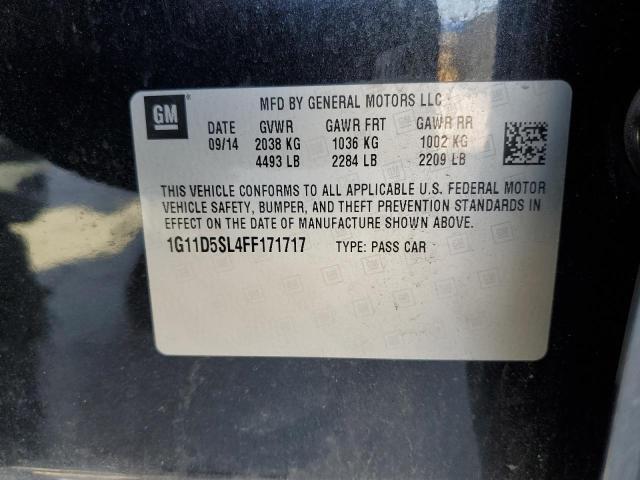 GM
MFD BY GENERAL MOTORS LLC
DATE GVWR GAWR FRT GAWR RR
09/14 2038 KG 1036 KG 1002 KG
4493 LB 2284 LB 2209 LB
THIS VEHICLE CONFORMS TO ALL APPLICABLE U.S. FEDERAL MOTOR
VEHICLE SAFETY, BUMPER, AND THEFT PREVENTION STANDARDS IN
EFFECT ON THE DATE OF MANUFACTURE SHOWN ABOVE.
1G11D5SL4FF171717 TYPE: PASS CAR